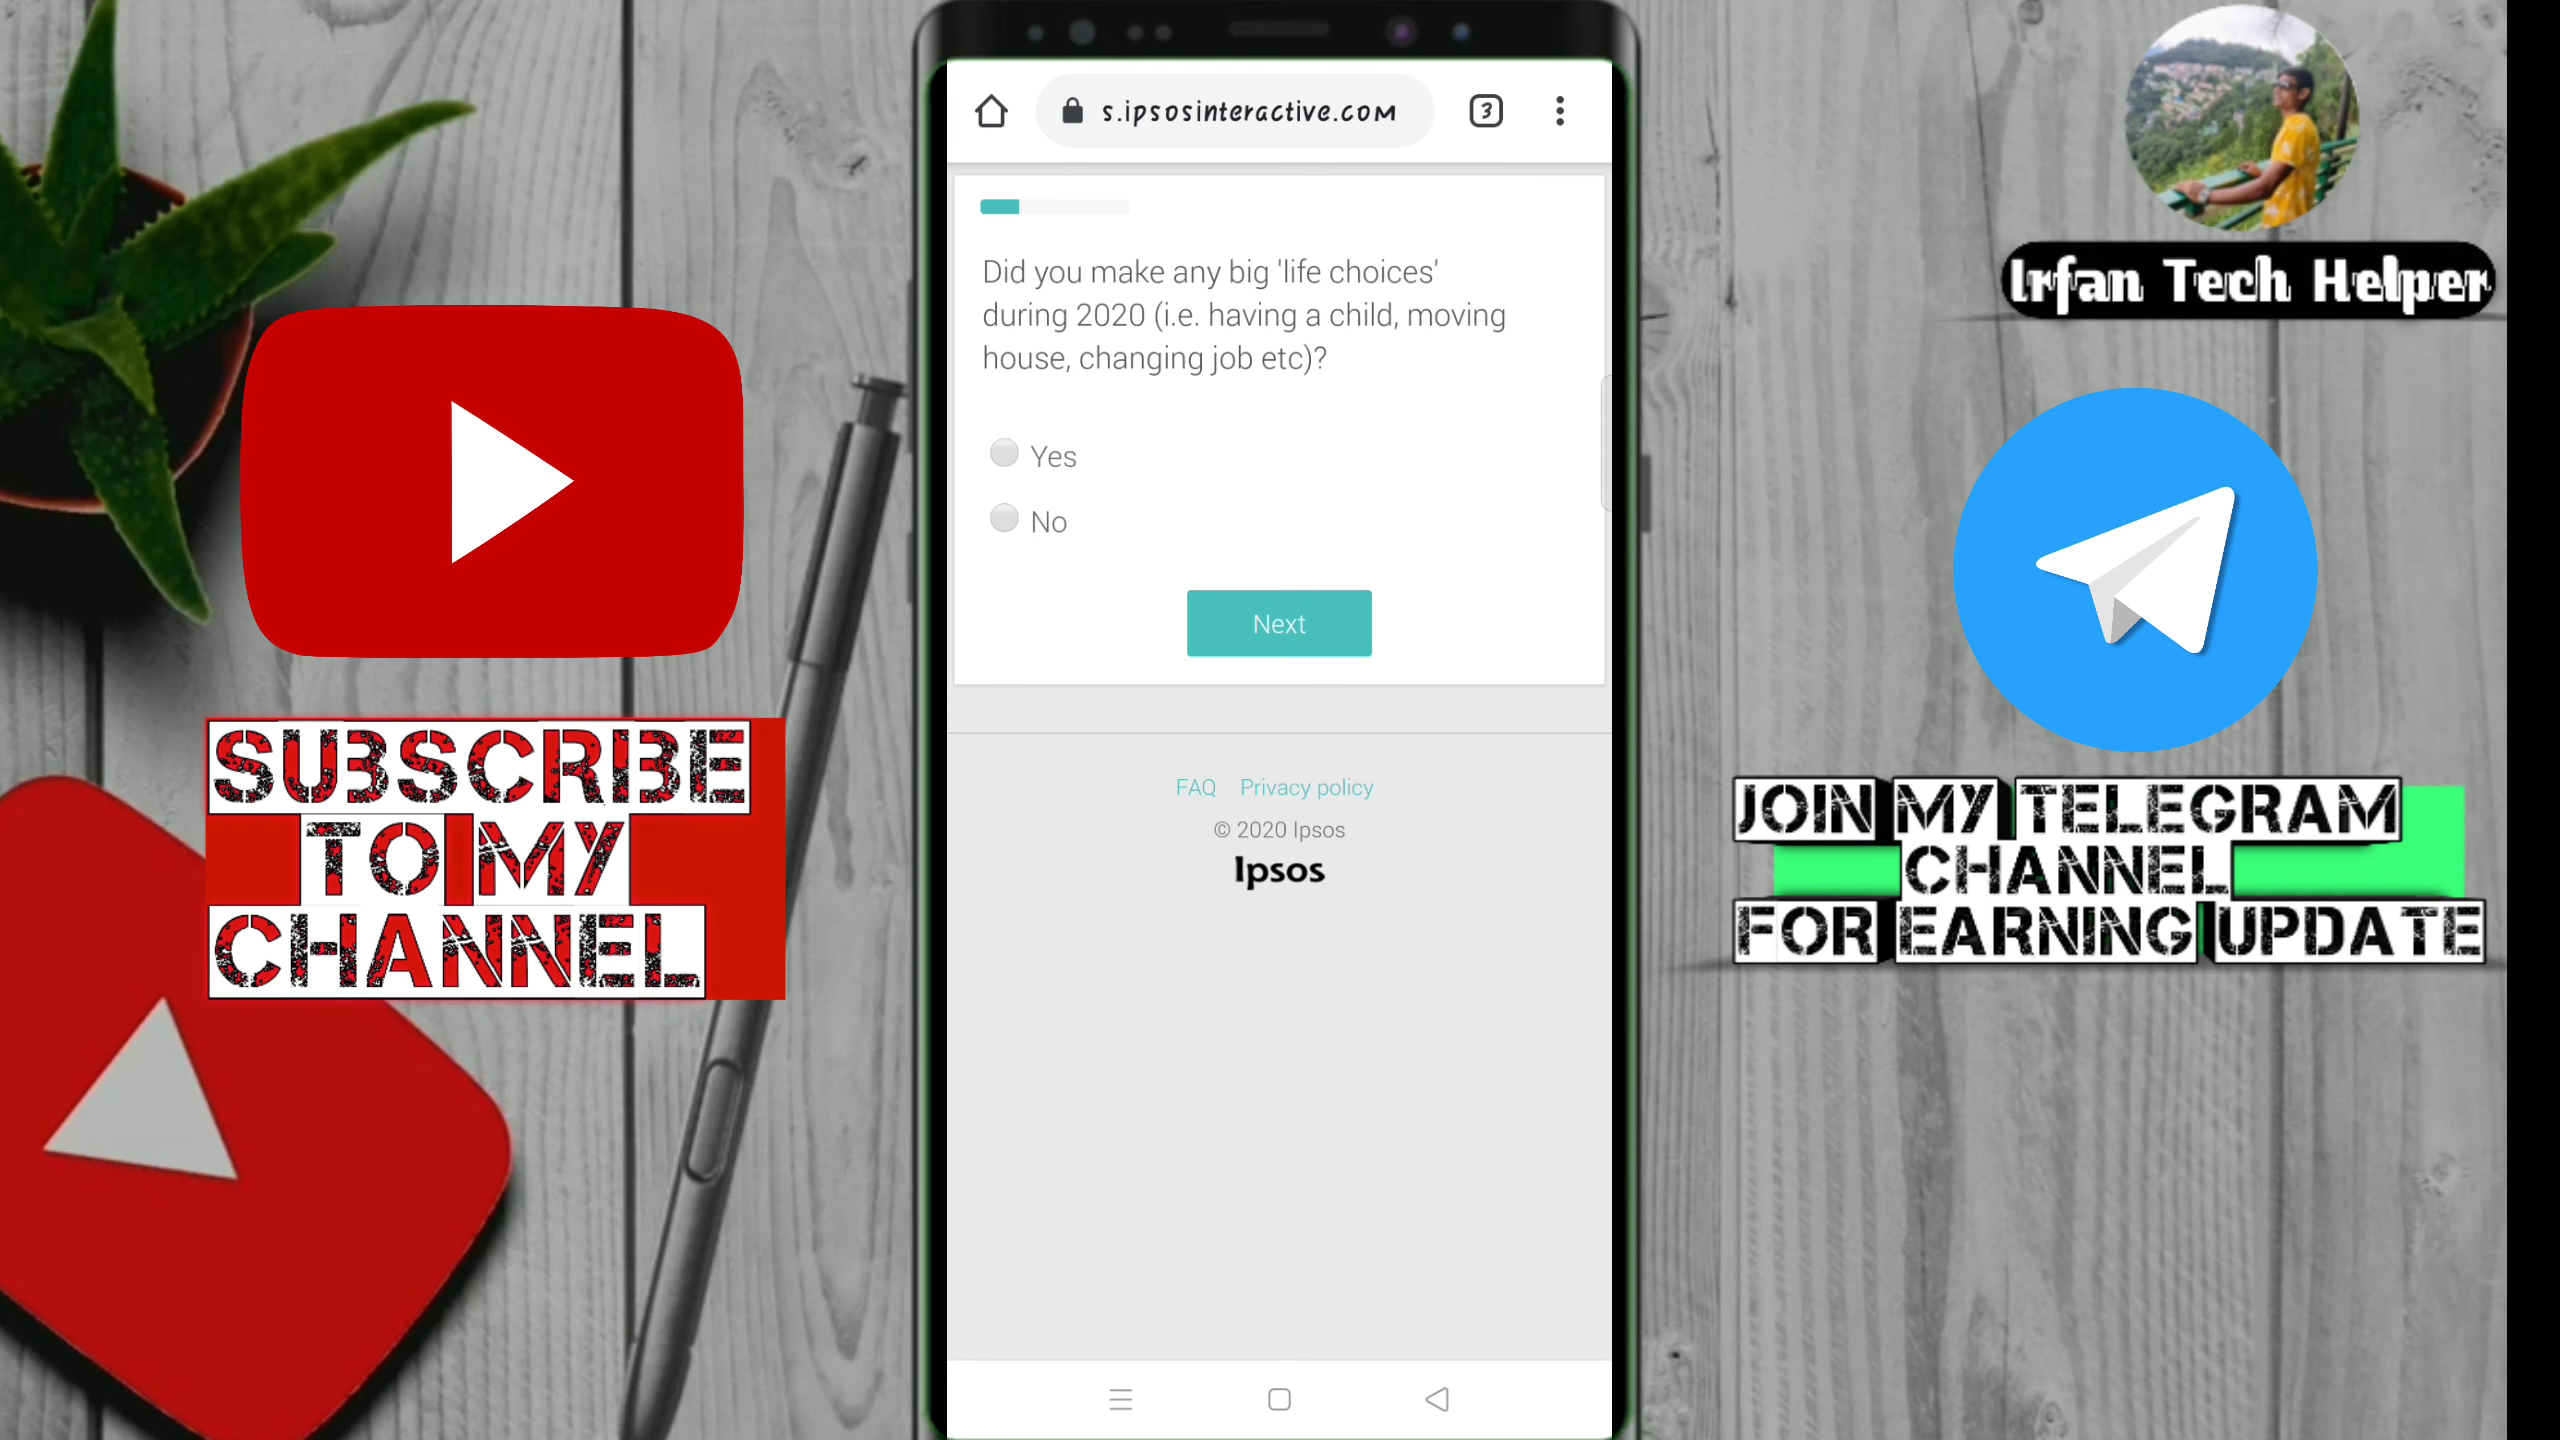 s.ipsosinteractive.com
3
Did you make any big 'life choices'
during 2020 (i.e. having a child, moving
house, changing job etc)?
Yes
No
Next
FAQ Privacy policy
© 2020 Ipsos
Ipsos
SUBSCRIBE
TO MY
CHANNEL
Irfan Tech Helper
JOIN MY TELEGRAM
CHANNEL
FOR EARNING UPDATE